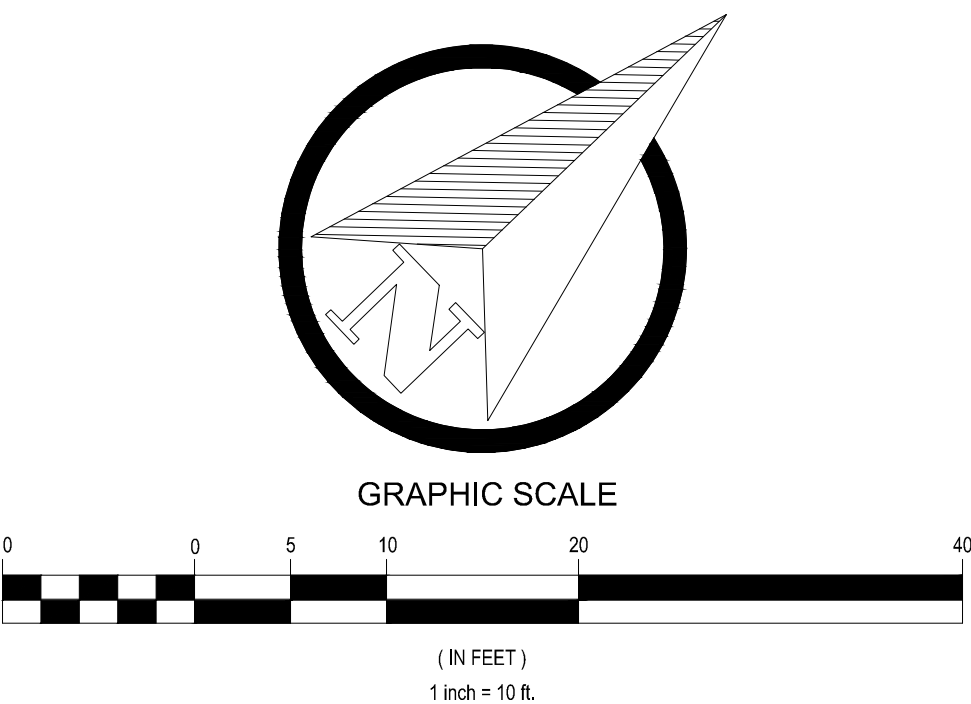 N
GRAPHIC SCALE
0 0 5 10 20 40
( IN FEET )
1 inch = 10 ft.